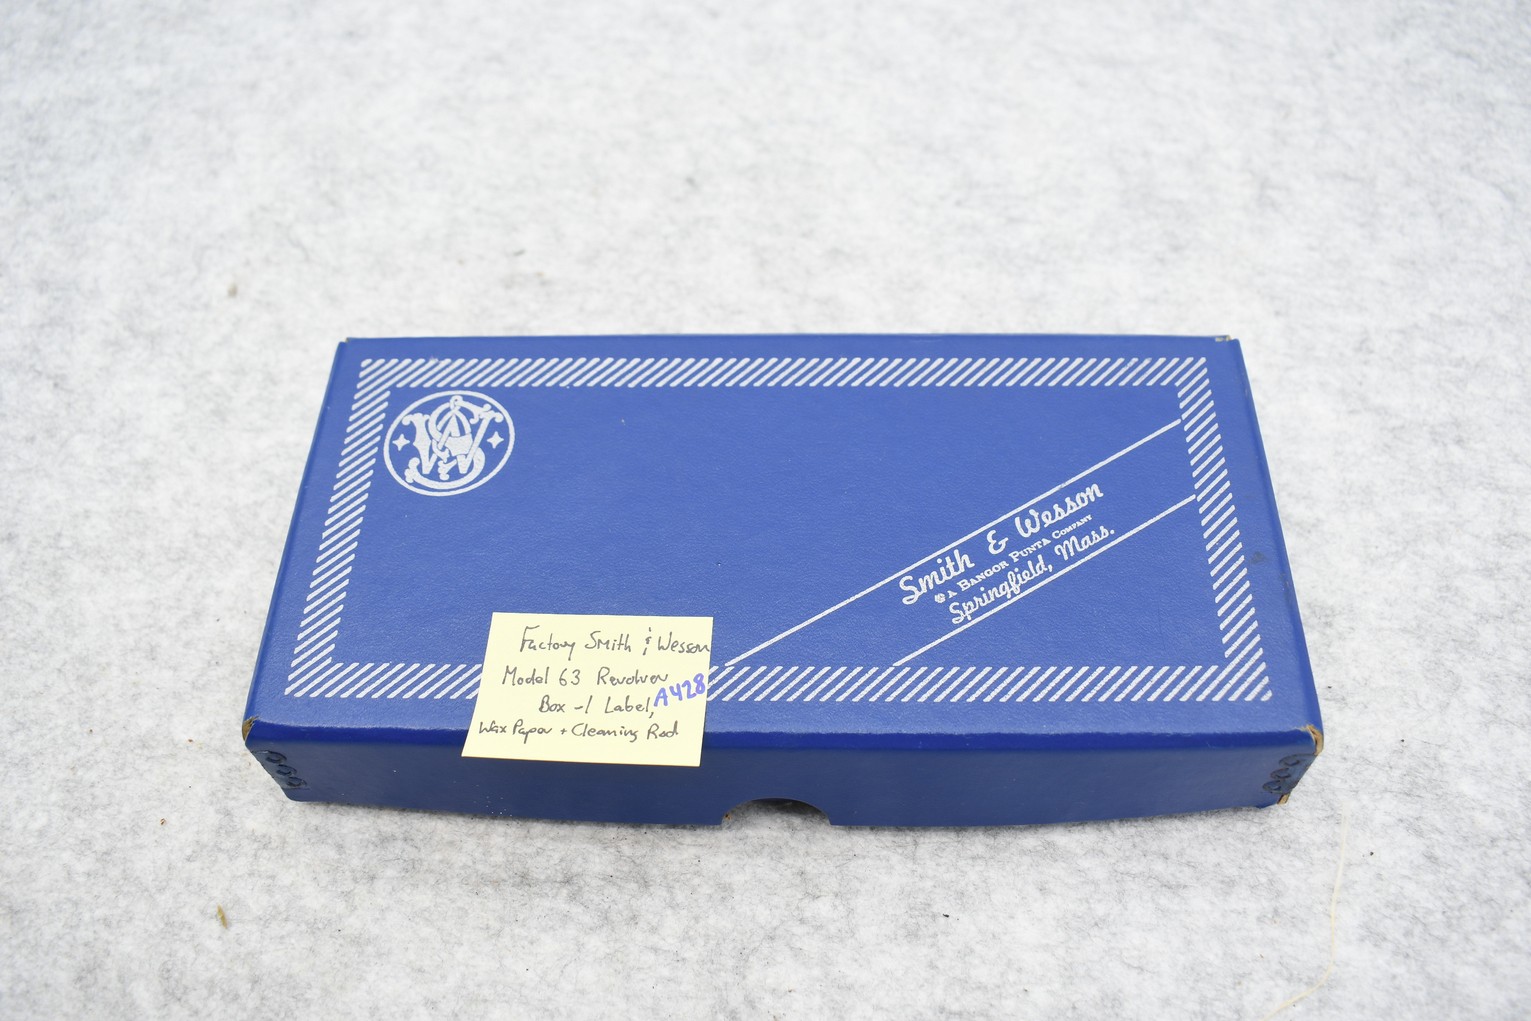 Smith & Wesson
A BANGOR PUNTA COMPANY
Springfield, Mass.
Factory Smith & Wesson
Model 63 Revolver
Box -/ Label, A428
Wax Paper + Cleaning Rod